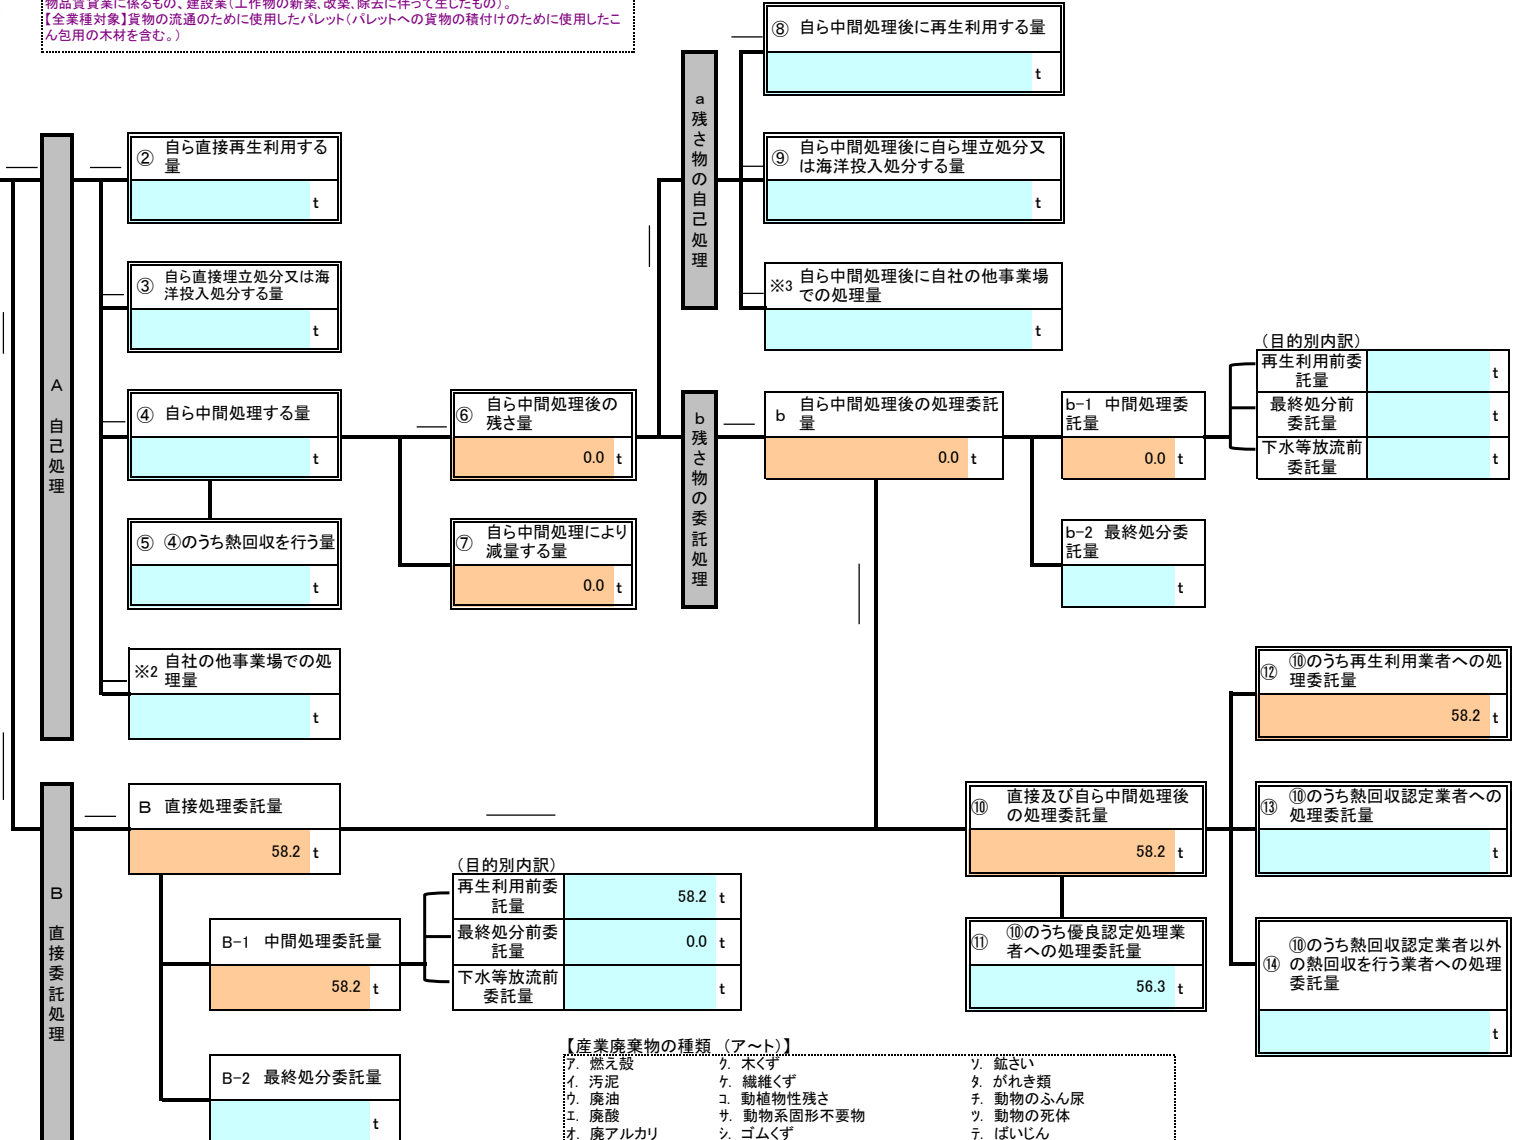 物品賃貸業に係るもの、建設業（工作物の新築、改築、除去に伴って生じたもの）。
【全業種対象】貨物の流通のために使用したパレット（パレットへの貨物の積付けのために使用したこ
ん包用の木材を含む。）
⑧ 自ら中間処理後に再生利用する量
t
a 残さ物の自己処理
② 自ら直接再生利用する
量
t
⑨ 自ら中間処理後に自ら埋立処分又
は海洋投入処分する量
t
③ 自ら直接埋立処分又は海
洋投入処分する量
t
※3 自ら中間処理後に自社の他事業場
での処理量
t
A 自己処理
④ 自ら中間処理する量
t
⑥ 自ら中間処理後の
残さ量
0.0 t
b 残さ物の委託処理
b 自ら中間処理後の処理委託
量
0.0 t
b-1 中間処理委
託量
0.0 t
（目的別内訳）
再生利用前委
託量
t
最終処分前
委託量
t
下水等放流前
委託量
t
⑤ ④のうち熱回収を行う量
t
⑦ 自ら中間処理により
減量する量
0.0 t
b-2 最終処分委
託量
t
※2 自社の他事業場での処
理量
t
⑫ ⑩のうち再生利用業者への処
理委託量
58.2 t
B 直接委託処理
B 直接処理委託量
58.2 t
⑩ 直接及び自ら中間処理後
の処理委託量
58.2 t
⑬ ⑩のうち熱回収認定業者への
処理委託量
t
（目的別内訳）
再生利用前委
託量
58.2 t
最終処分前委
託量
0.0 t
下水等放流前
委託量
t
B-1 中間処理委託量
58.2 t
⑪ ⑩のうち優良認定処理業
者への処理委託量
56.3 t
⑭ ⑩のうち熱回収認定業者以外
の熱回収を行う業者への処理
委託量
t
B-2 最終処分委託量
t
【産業廃棄物の種類 （ア～ト）】
ア. 燃え殻 ク. 木くず ソ. 鉱さい
イ. 汚泥 ケ. 繊維くず タ. がれき類
ウ. 廃油 コ. 動植物性残さ チ. 動物のふん尿
エ. 廃酸 サ. 動物系固形不要物 ツ. 動物の死体
オ. 廃アルカリ シ. ゴムくず テ. ばいじん